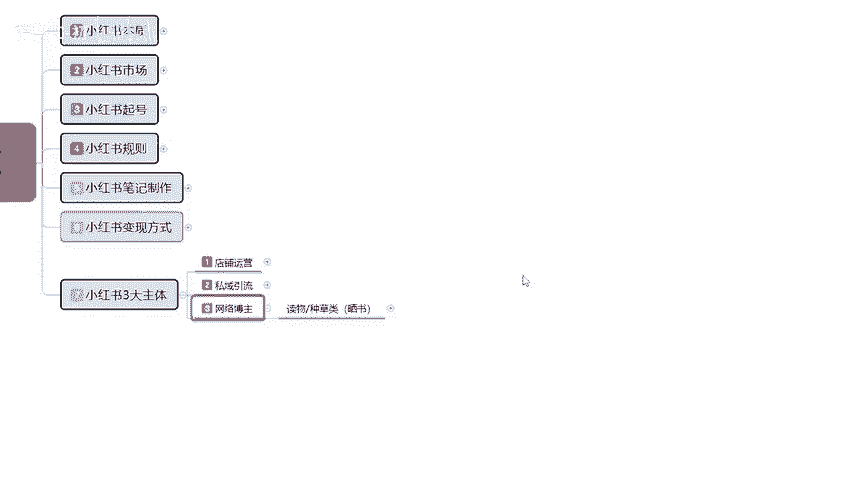 小红书
2 小红书市场
3 小红书起号
4 小红书规则
小红书笔记制作
小红书变现方式
小红书3大主体
1 店铺运营
2 私域引流
3 网络博主
读物/种草类（晒书）